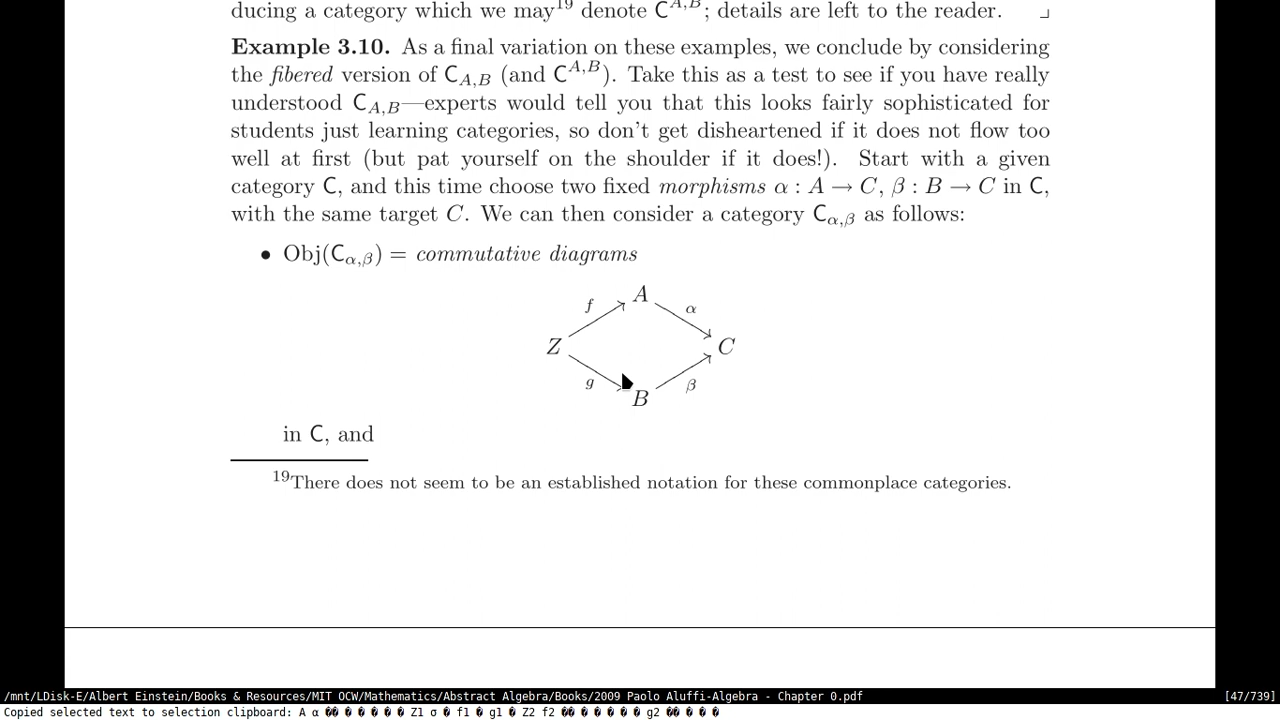 ducing a category which we may¹⁹ denote C^{A,B}; details are left to the reader. ⌟
Example 3.10. As a final variation on these examples, we conclude by considering
the fibered version of C_{A,B} (and C^{A,B}). Take this as a test to see if you have really
understood C_{A,B}—experts would tell you that this looks fairly sophisticated for
students just learning categories, so don't get disheartened if it does not flow too
well at first (but pat yourself on the shoulder if it does!). Start with a given
category C, and this time choose two fixed morphisms α : A → C, β : B → C in C,
with the same target C. We can then consider a category C_{α,β} as follows:
• Obj(C_{α,β}) = commutative diagrams
A
f α
Z C
g β
B
in C, and
¹⁹There does not seem to be an established notation for these commonplace categories.
/mnt/LDisk-E/Albert Einstein/Books & Resources/MIT OCW/Mathematics/Abstract Algebra/Books/2009 Paolo Aluffi-Algebra - Chapter 0.pdf [47/739]
Copied selected text to selection clipboard: A α �� � � � � � Z1 σ � f1 � g1 � Z2 f2 �� � � � � � g2 �� � � �